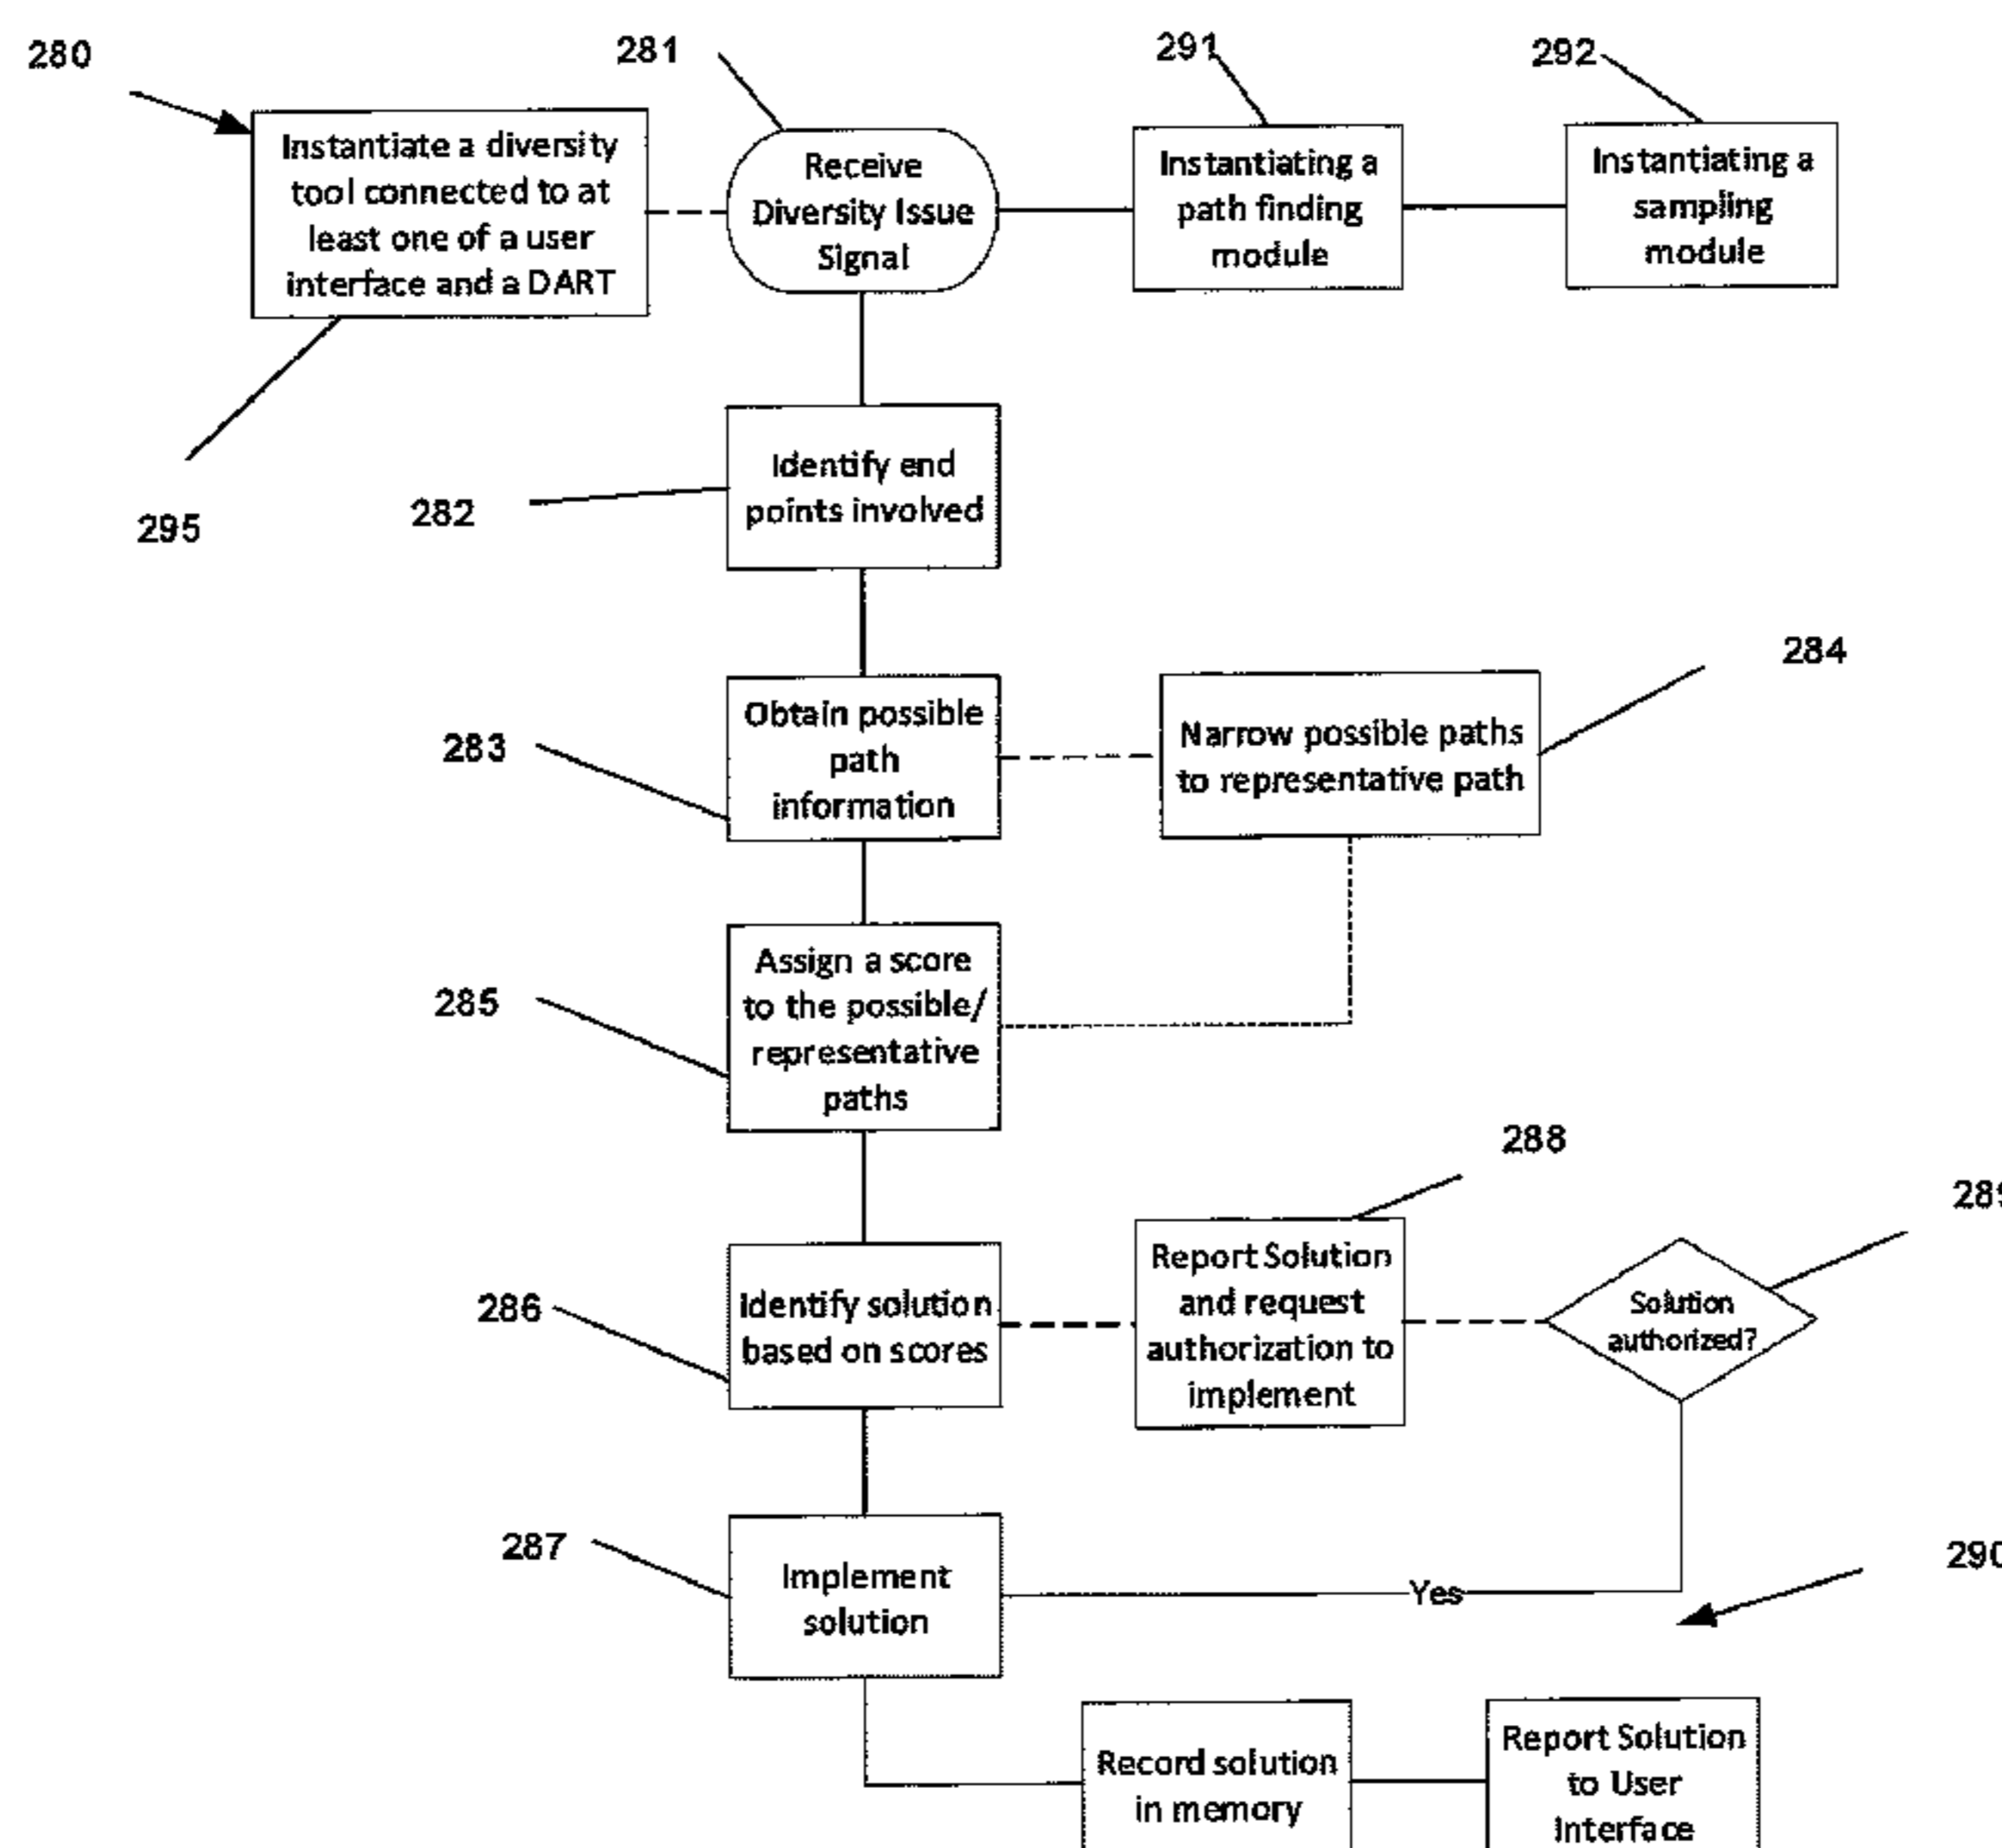 280
281
291
292
Instantiate a diversity
tool connected to at
least one of a user
interface and a DART
Receive
Diversity Issue
Signal
Instantiating a
path finding
module
Instantiating a
sampling
module
295
282
Identify end
points involved
283
Obtain possible
path
information
Narrow possible paths
to representative path
284
285
Assign a score
to the possible/
representative
paths
288
286
Identify solution
based on scores
Report Solution
and request
authorization to
implement
Solution
authorized?
287
Implement
solution
Yes
290
Record solution
in memory
Report Solution
to User
Interface